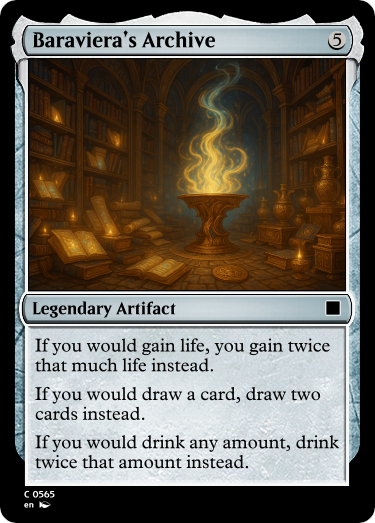 Baraviera's Archive 5
Legendary Artifact
If you would gain life, you gain twice
that much life instead.
If you would draw a card, draw two
cards instead.
If you would drink any amount, drink
twice that amount instead.
C 0565
en